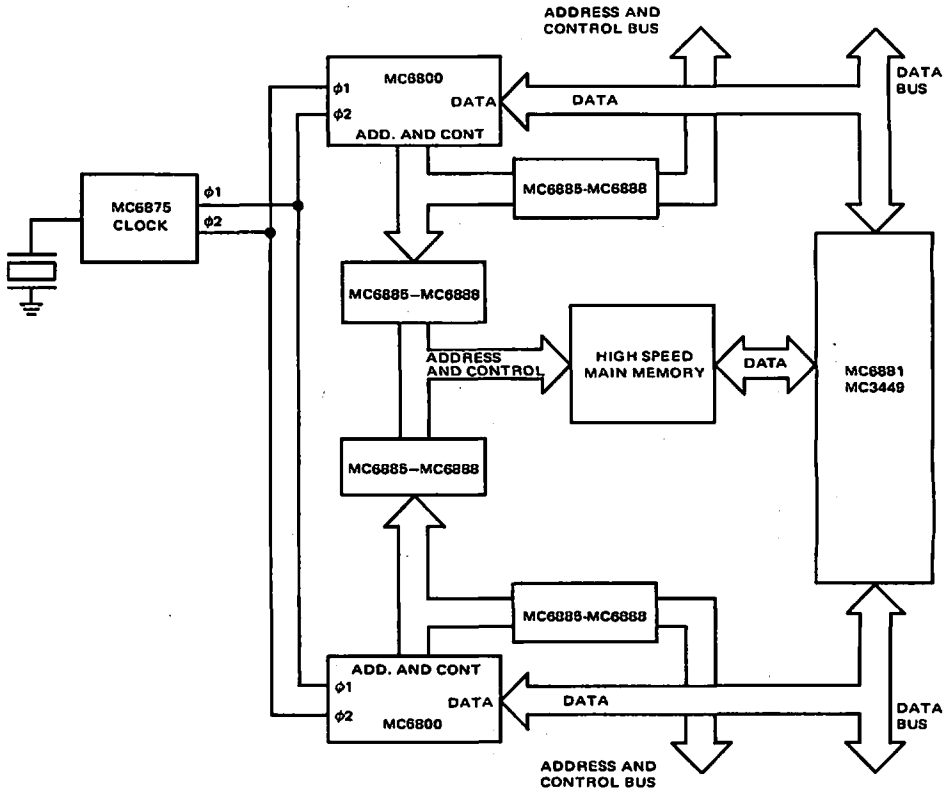 ADDRESS AND
CONTROL BUS
MC6800
ϕ1
ϕ2
DATA
ADD. AND CONT
DATA
DATA
BUS
MC6885-MC6888
MC6875
CLOCK
ϕ1
ϕ2
MC6885–MC6888
ADDRESS
AND CONTROL
HIGH SPEED
MAIN MEMORY
DATA
MC6881
MC3449
MC6885–MC6888
MC6885-MC6888
ADD. AND CONT
ϕ1
ϕ2
DATA
MC6800
DATA
DATA
BUS
ADDRESS AND
CONTROL BUS